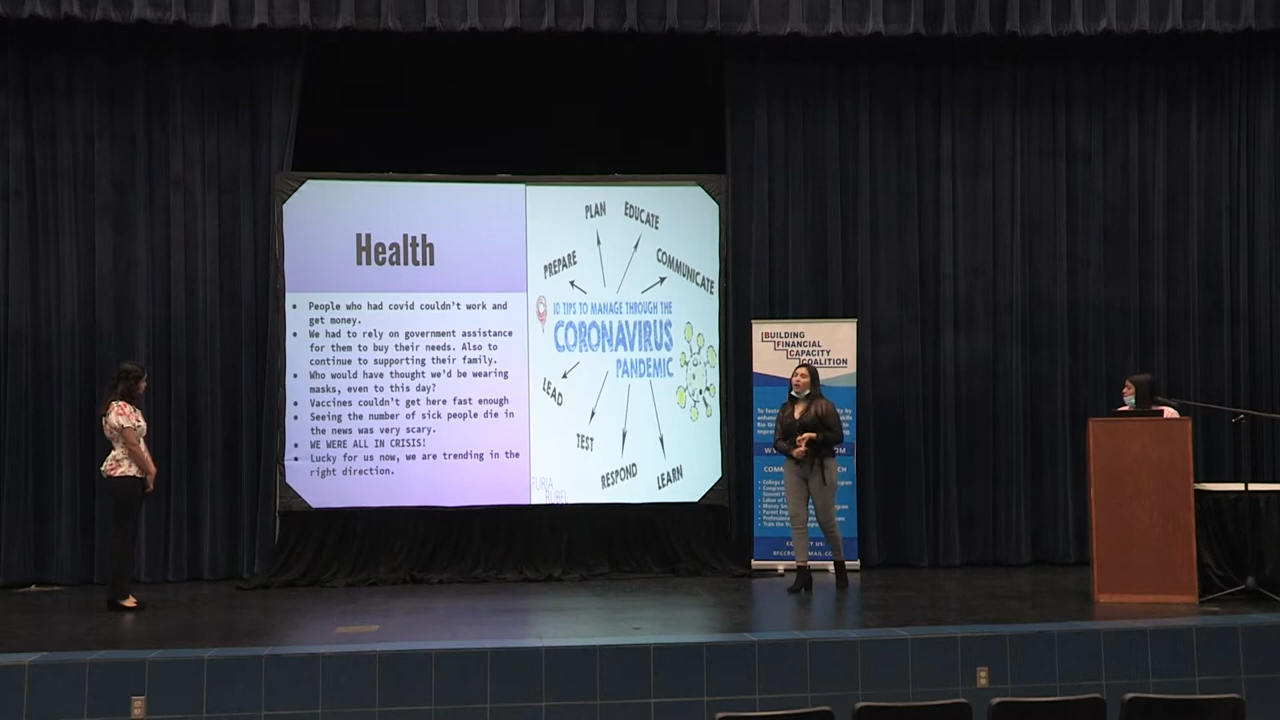 Health
• People who had covid couldn't work and
get money.
• We had to rely on government assistance
for them to buy their needs. Also to
continue to supporting their family.
• Who would have thought we'd be wearing
masks, even to this day?
• Vaccines couldn't get here fast enough
• Seeing the number of sick people die in
the news was very scary.
• WE WERE ALL IN CRISIS!
• Lucky for us now, we are trending in the
right direction.
PLAN
EDUCATE
PREPARE
COMMUNICATE
10 TIPS TO MANAGE THROUGH THE
CORONAVIRUS
PANDEMIC
LEAD
TEST
RESPOND
LEARN
FURIA
RUBEL
BUILDING
FINANCIAL
CAPACITY
COALITION